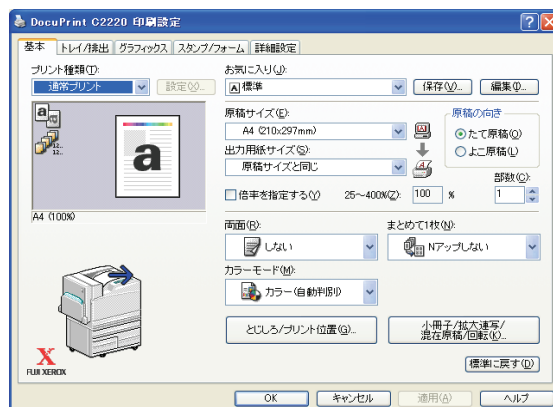 DocuPrint C2220 印刷設定
基本 トレイ/排出 グラフィックス スタンプ/フォーム 詳細設定
プリント種類(T):
通常プリント 設定(X)...
お気に入り(J):
A 標準 保存(V)... 編集(I)...
原稿サイズ(E):
A4 (210x297mm)
出力用紙サイズ(S):
原稿サイズと同じ
原稿の向き
たて原稿(O)
よこ原稿(L)
部数(C):
倍率を指定する(Y) 25～400%(Z): 100 % 1
a
12..
12..
a
A4 (100%)
両面(R): まとめて1枚(N):
しない Nアップしない
カラーモード(M):
カラー(自動判別)
とじしろ/プリント位置(G)...
小冊子/拡大連写/
混在原稿/回転(K)...
標準に戻す(D)
X
FUJI XEROX
OK キャンセル 適用(A) ヘルプ